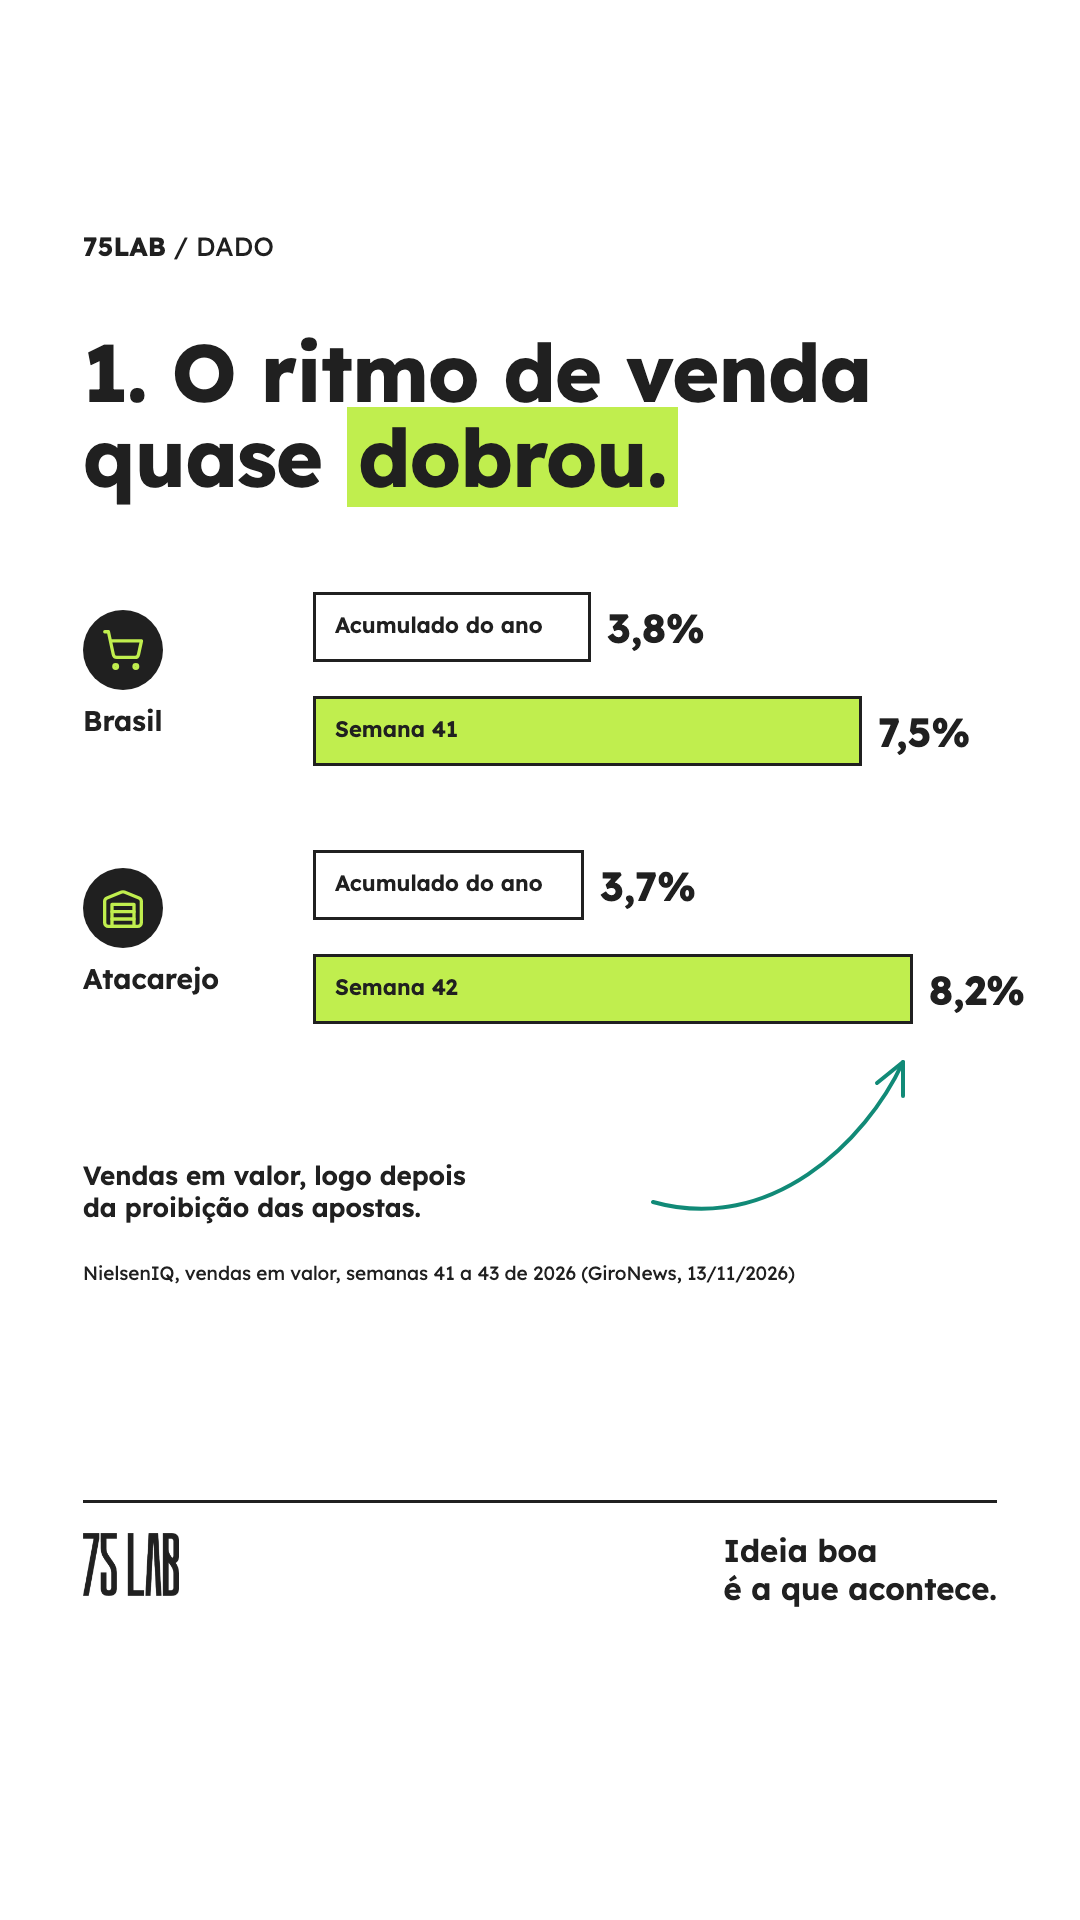 75LAB / DADO
1. O ritmo de venda
quase dobrou.
Acumulado do ano 3,8%
Brasil
Semana 41 7,5%
Acumulado do ano 3,7%
Atacarejo
Semana 42 8,2%
Vendas em valor, logo depois
da proibição das apostas.
NielsenIQ, vendas em valor, semanas 41 a 43 de 2026 (GiroNews, 13/11/2026)
75 LAB
Ideia boa
é a que acontece.